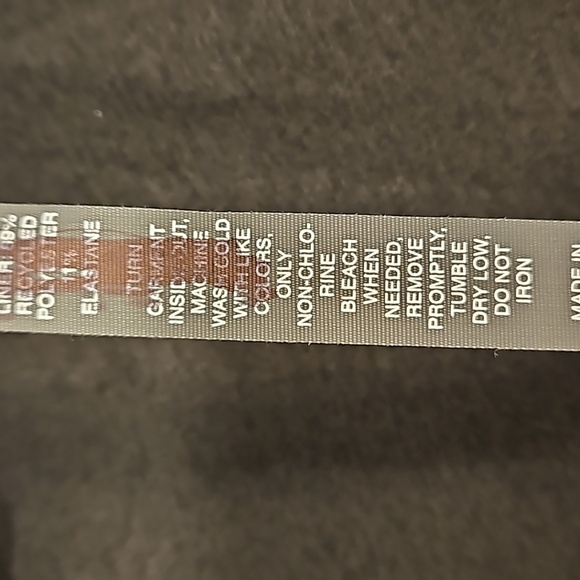 LINER: 89%
RECYCLED
POLYESTER
11%
ELASTANE
TURN
GARMENT
INSIDE OUT,
MACHINE
WASH COLD
WITH LIKE
COLORS,
ONLY
NON-CHLO-
RINE
BLEACH
WHEN
NEEDED,
REMOVE
PROMPTLY,
TUMBLE
DRY LOW,
DO NOT
IRON
MADE IN